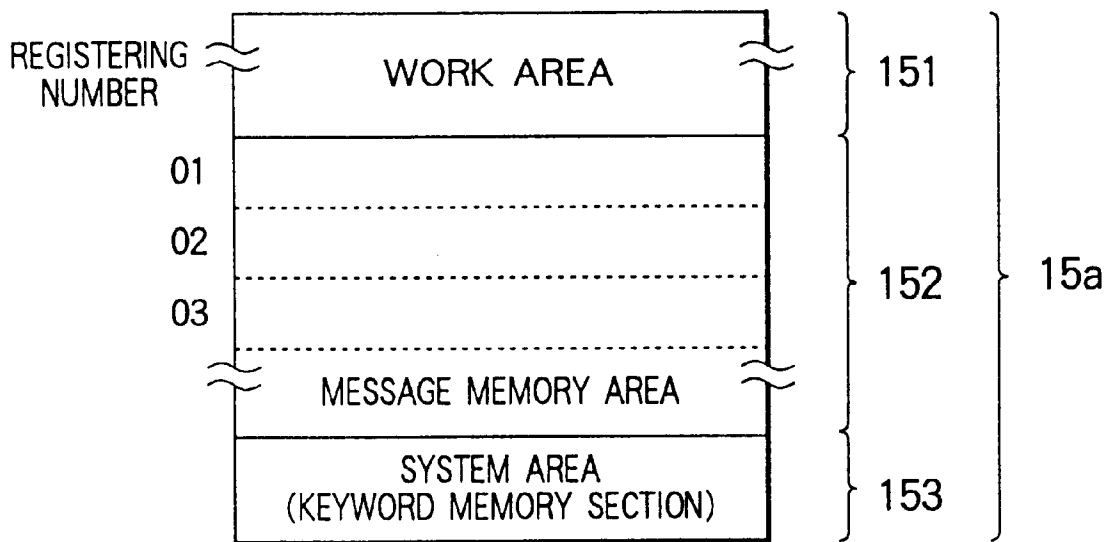 REGISTERING
NUMBER
WORK AREA
151
01
02
03
152
15a
MESSAGE MEMORY AREA
SYSTEM AREA
(KEYWORD MEMORY SECTION)
153